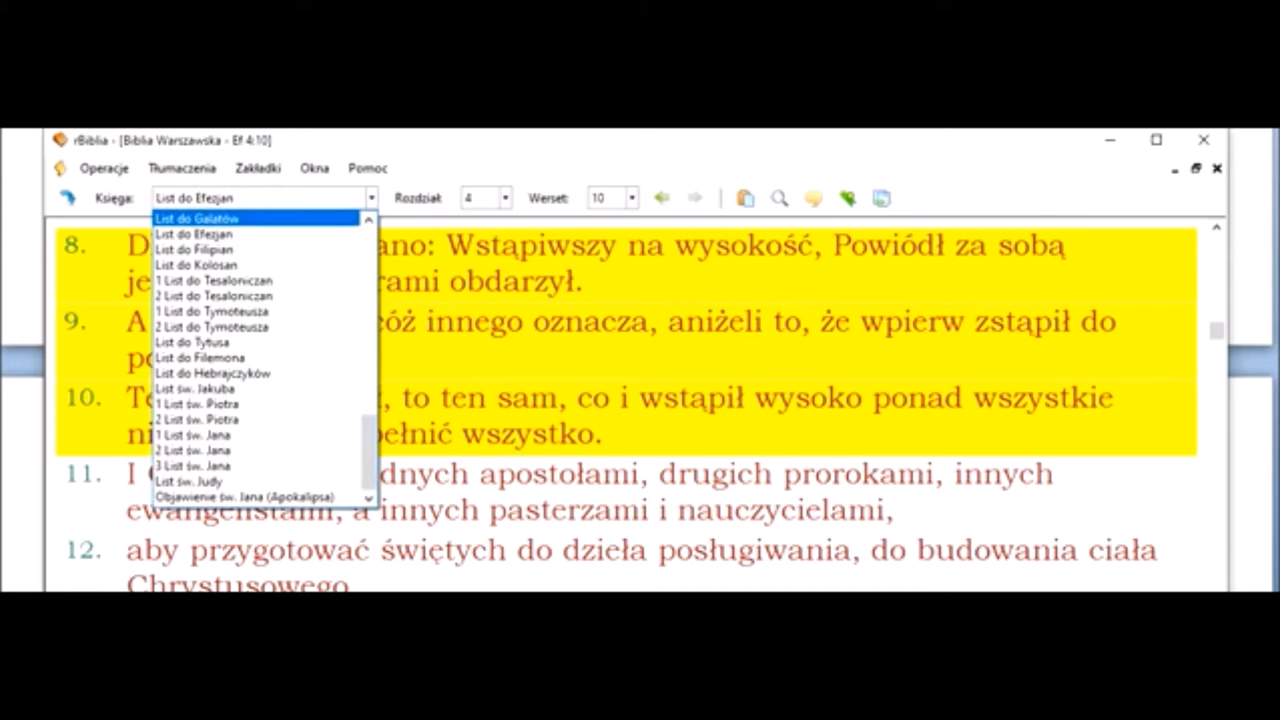 rBiblia - [Biblia Warszawska - Ef 4:10]
Operacje Tłumaczenia Zakładki Okna Pomoc
Księga: List do Efezjan Rozdział: 4 Werset: 10
List do Galatów
List do Efezjan
List do Filipian
List do Kolosan
1 List do Tesaloniczan
2 List do Tesaloniczan
1 List do Tymoteusza
2 List do Tymoteusza
List do Tytusa
List do Filemona
List do Hebrajczyków
List św. Jakuba
1 List św. Piotra
2 List św. Piotra
1 List św. Jana
2 List św. Jana
3 List św. Jana
List św. Judy
Objawienie św. Jana (Apokalipsa)
8. D ano: Wstąpiwszy na wysokość, Powiódł za sobą
je rami obdarzył.
9. A cóż innego oznacza, aniżeli to, że wpierw zstąpił do
po
10. Te , to ten sam, co i wstąpił wysoko ponad wszystkie
ni ełnić wszystko.
11. I dnych apostołami, drugich prorokami, innych
ewangelistami, a innych pasterzami i nauczycielami,
12. aby przygotować świętych do dzieła posługiwania, do budowania ciała
Chrystusowego